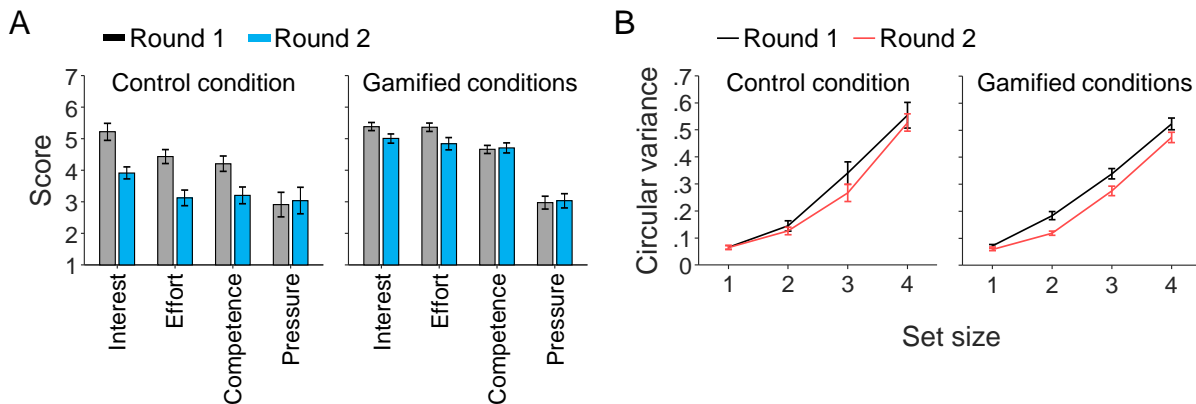 A
Round 1 Round 2
Control condition Gamified conditions
7
6
5
4
3
2
1
Score
Interest
Effort
Competence
Pressure
Interest
Effort
Competence
Pressure
B
Round 1 Round 2
Control condition Gamified conditions
.7
.6
.5
.4
.3
.2
.1
0
Circular variance
1 2 3 4 1 2 3 4
Set size